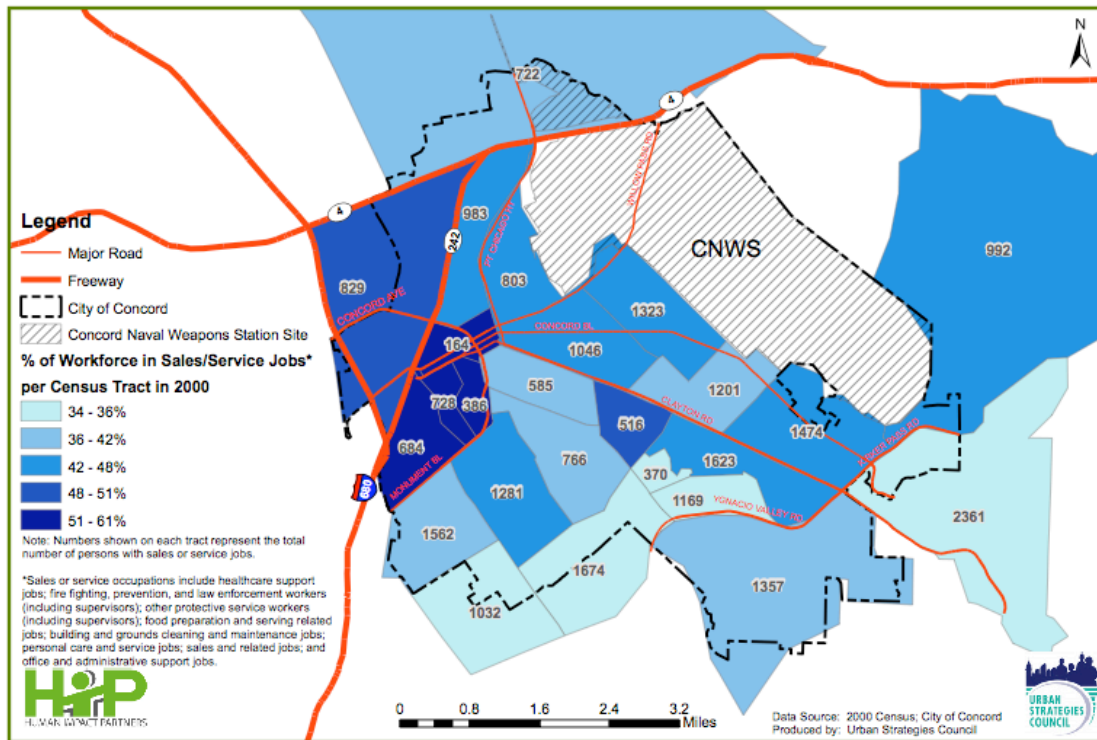 N
722
4
WILLOW PASS RD
Legend
Major Road
Freeway
City of Concord
Concord Naval Weapons Station Site
% of Workforce in Sales/Service Jobs*
per Census Tract in 2000
34 - 36%
36 - 42%
42 - 48%
48 - 51%
51 - 61%
Note: Numbers shown on each tract represent the total
number of persons with sales or service jobs.
*Sales or service occupations include healthcare support
jobs; fire fighting, prevention, and law enforcement workers
(including supervisors); other protective service workers
(including supervisors); food preparation and serving related
jobs; building and grounds cleaning and maintenance jobs;
personal care and service jobs; sales and related jobs; and
office and administrative support jobs.
4
983
242
PT CHICAGO HY
CNWS
992
829
803
CONCORD AVE
1323
CONCORD BL
164
1046
585
1201
728
386
CLAYTON RD
516
1474
684
KIRKER PASS RD
MONUMENT BL
766
370
1623
680
1281
1169
YGNACIO VALLEY RD
2361
1562
1674
1357
1032
HIP
HUMAN IMPACT PARTNERS
0 0.8 1.6 2.4 3.2
Miles
Data Source: 2000 Census; City of Concord
Produced by: Urban Strategies Council
URBAN
STRATEGIES
COUNCIL